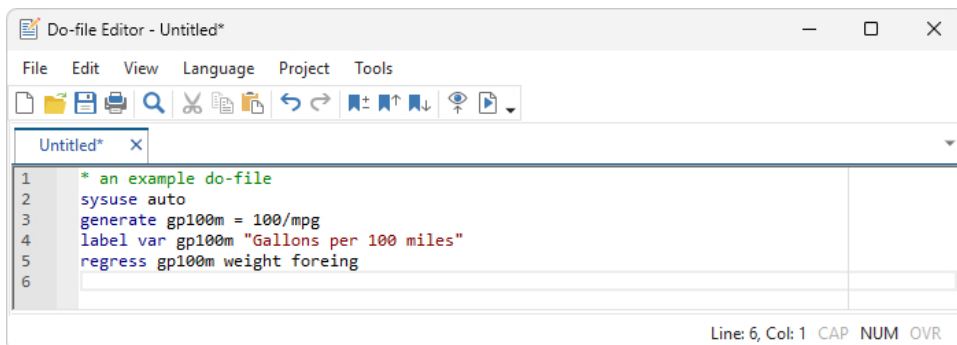 Do-file Editor - Untitled*
File Edit View Language Project Tools
Untitled*
1 * an example do-file
2 sysuse auto
3 generate gp100m = 100/mpg
4 label var gp100m "Gallons per 100 miles"
5 regress gp100m weight foreing
6
Line: 6, Col: 1 CAP NUM OVR